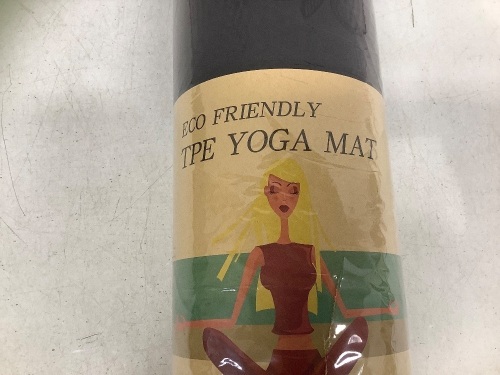 ECO FRIENDLY
TPE YOGA MAT